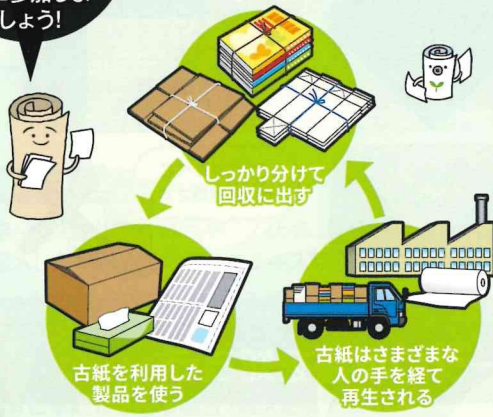 しょう!
しっかり分けて
回収に出す
古紙を利用した
製品を使う
古紙はさまざまな
人の手を経て
再生される